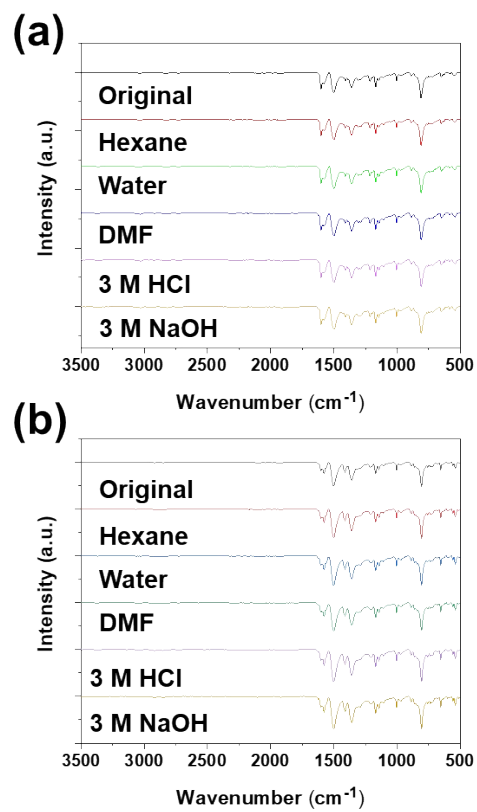 (a)
Intensity (a.u.)
Original
Hexane
Water
DMF
3 M HCl
3 M NaOH
3500 3000 2500 2000 1500 1000 500
Wavenumber (cm⁻¹)
(b)
Intensity (a.u.)
Original
Hexane
Water
DMF
3 M HCl
3 M NaOH
3500 3000 2500 2000 1500 1000 500
Wavenumber (cm⁻¹)